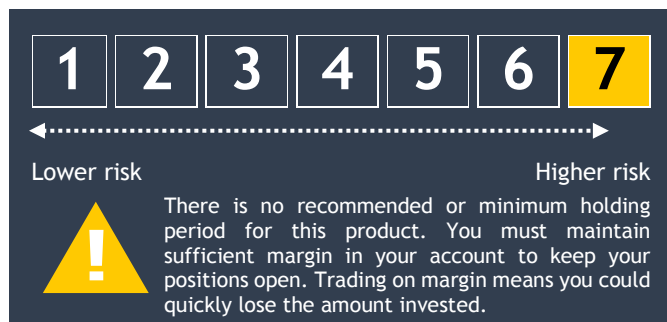 1 2 3 4 5 6 7
Lower risk Higher risk
!
There is no recommended or minimum holding
period for this product. You must maintain
sufficient margin in your account to keep your
positions open. Trading on margin means you could
quickly lose the amount invested.